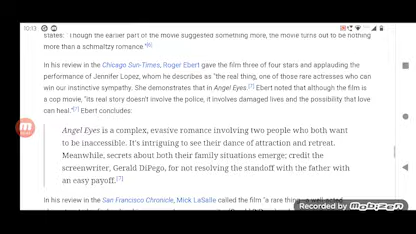 10:13
states: "Though the earlier part of the movie suggested something more, the movie turns out to be nothing
more than a schmaltzy romance."[6]
In his review in the Chicago Sun-Times, Roger Ebert gave the film three of four stars and applauding the
performance of Jennifer Lopez, whom he describes as "the real thing, one of those rare actresses who can
win our instinctive sympathy. She demonstrates that in Angel Eyes.[7] Ebert noted that although the film is
a cop movie, "its real story doesn't involve the police, it involves damaged lives and the possibility that love
can heal."[7] Ebert concludes:
Angel Eyes is a complex, evasive romance involving two people who both want
to be inaccessible. It's intriguing to see their dance of attraction and retreat.
Meanwhile, secrets about both their family situations emerge; credit the
screenwriter, Gerald DiPego, for not resolving the standoff with the father with
an easy payoff.[7]
In his review in the San Francisco Chronicle, Mick LaSalle called the film "a rare thing, a well acted
Recorded by
mobizen